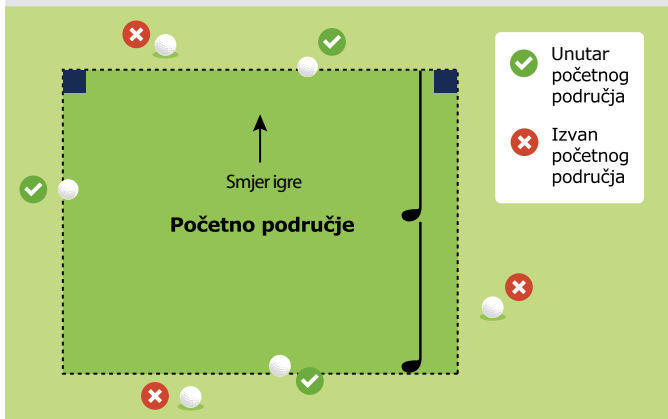 Unutar
početnog
područja
Izvan
početnog
područja
Smjer igre
Početno područje